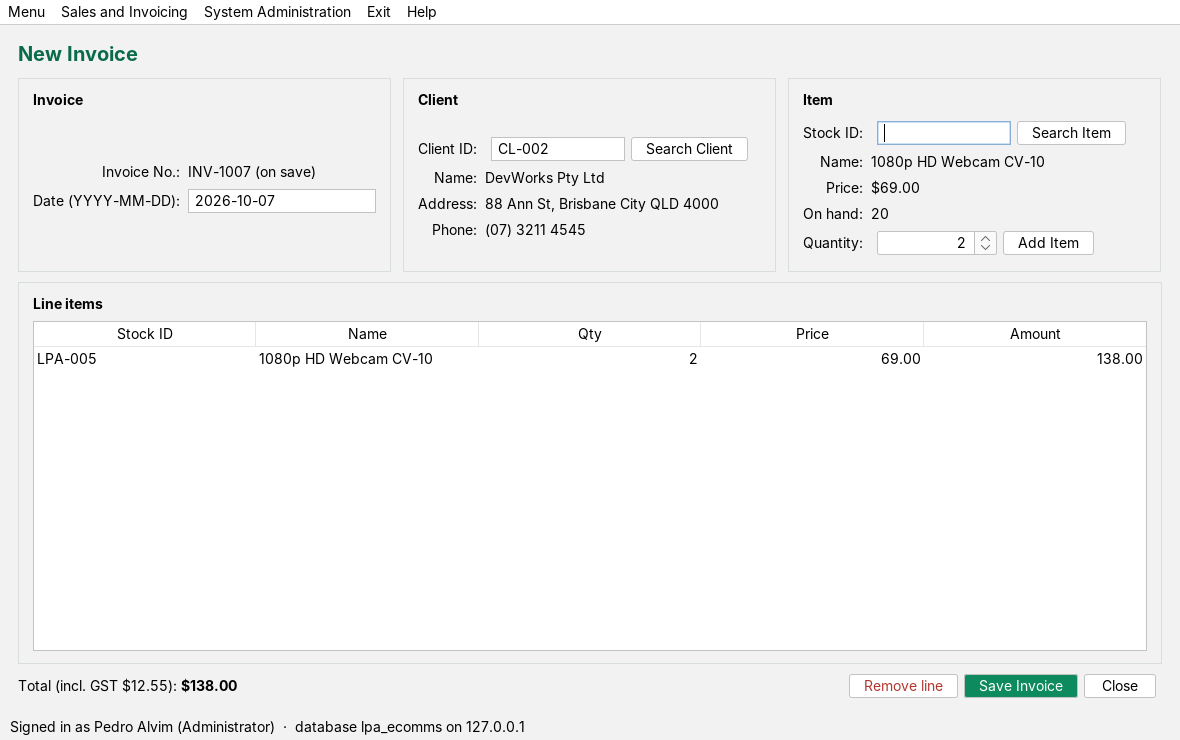 Menu Sales and Invoicing System Administration Exit Help
New Invoice
Invoice
Invoice No.: INV-1007 (on save)
Date (YYYY-MM-DD): 2026-10-07
Client
Client ID: CL-002 Search Client
Name: DevWorks Pty Ltd
Address: 88 Ann St, Brisbane City QLD 4000
Phone: (07) 3211 4545
Item
Stock ID: Search Item
Name: 1080p HD Webcam CV-10
Price: $69.00
On hand: 20
Quantity: 2 Add Item
Line items
Stock ID Name Qty Price Amount
LPA-005 1080p HD Webcam CV-10 2 69.00 138.00
Total (incl. GST $12.55): $138.00 Remove line Save Invoice Close
Signed in as Pedro Alvim (Administrator) · database lpa_ecomms on 127.0.0.1